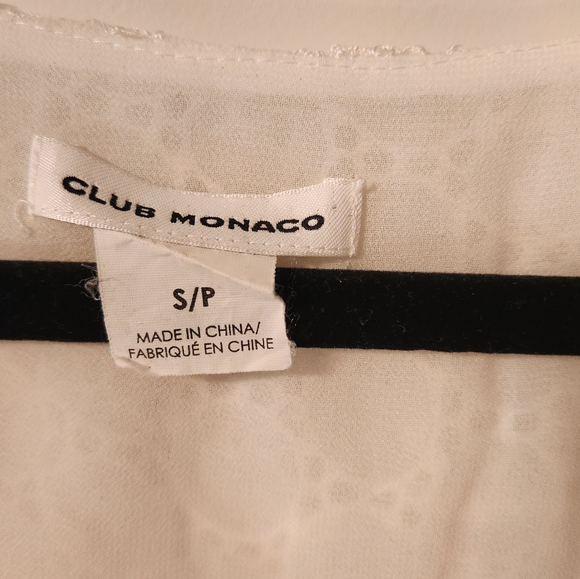 CLUB MONACO
S/P
MADE IN CHINA/
FABRIQUÉ EN CHINE